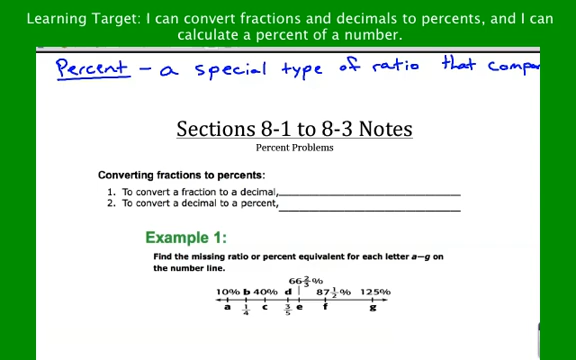 Learning Target: I can convert fractions and decimals to percents, and I can
calculate a percent of a number.
Percent - a special type of ratio that compar
Sections 8-1 to 8-3 Notes
Percent Problems
Converting fractions to percents:
1. To convert a fraction to a decimal,
2. To convert a decimal to a percent,
Example 1:
Find the missing ratio or percent equivalent for each letter a–g on
the number line.
66 2/3 %
10% b 40% d 87 1/2 % 125%
a 1/4 c 3/5 e f g